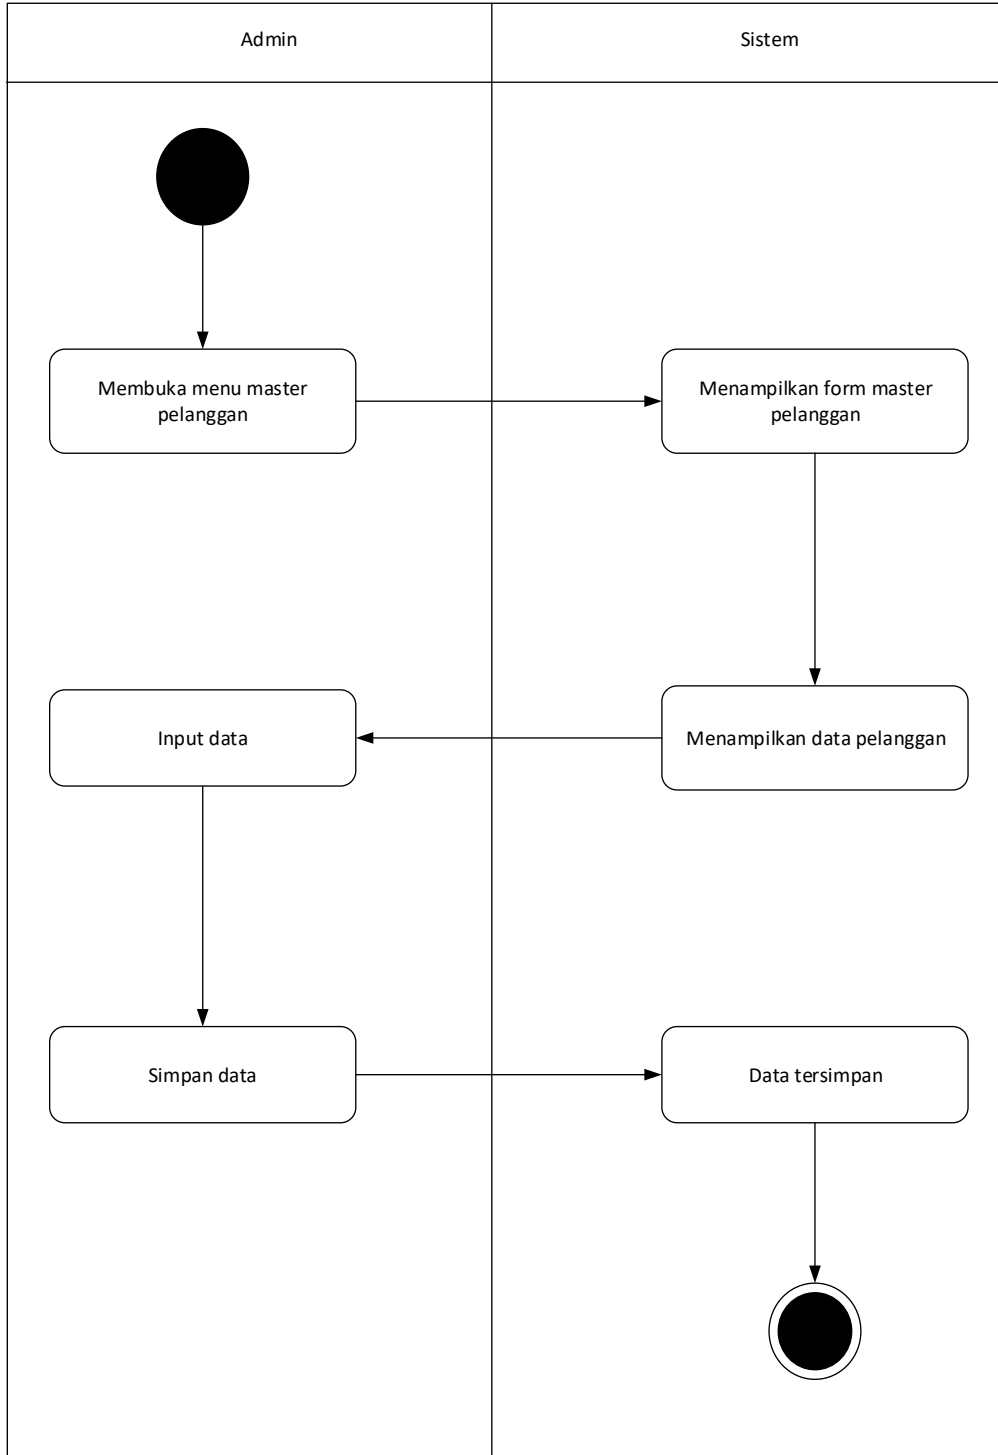 Admin
Sistem
Membuka menu master
pelanggan
Menampilkan form master
pelanggan
Input data
Menampilkan data pelanggan
Simpan data
Data tersimpan